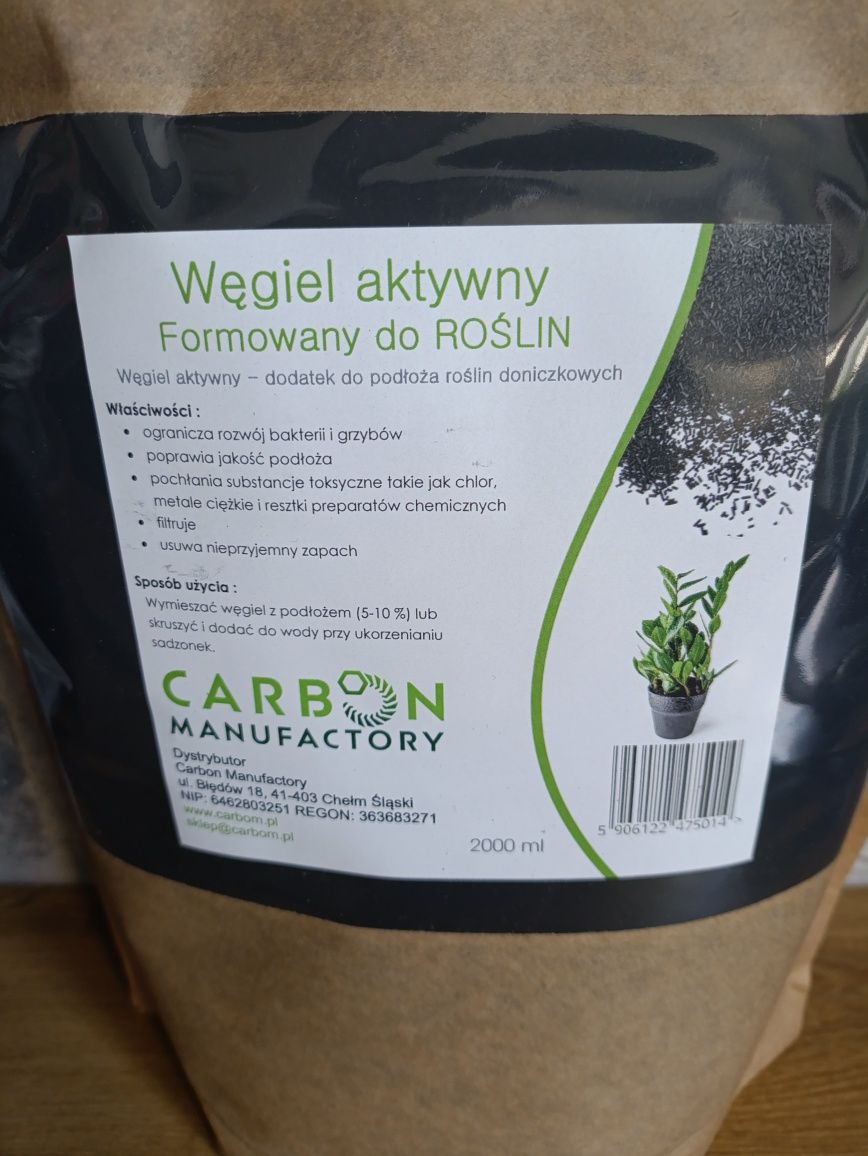 Węgiel aktywny
Formowany do ROŚLIN
Węgiel aktywny – dodatek do podłoża roślin doniczkowych
Właściwości :
• ogranicza rozwój bakterii i grzybów
• poprawia jakość podłoża
• pochłania substancje toksyczne takie jak chlor,
metale ciężkie i resztki preparatów chemicznych
• filtruje
• usuwa nieprzyjemny zapach
Sposób użycia :
Wymieszać węgiel z podłożem (5-10 %) lub
skruszyć i dodać do wody przy ukorzenianiu
sadzonek.
CARBON
MANUFACTORY
Dystrybutor
Carbon Manufactory
ul. Błędów 18, 41-403 Chełm Śląski
NIP: 6462803251 REGON: 363683271
www.carbom.pl
sklep@carbom.pl
2000 ml
5 906122 475014 >